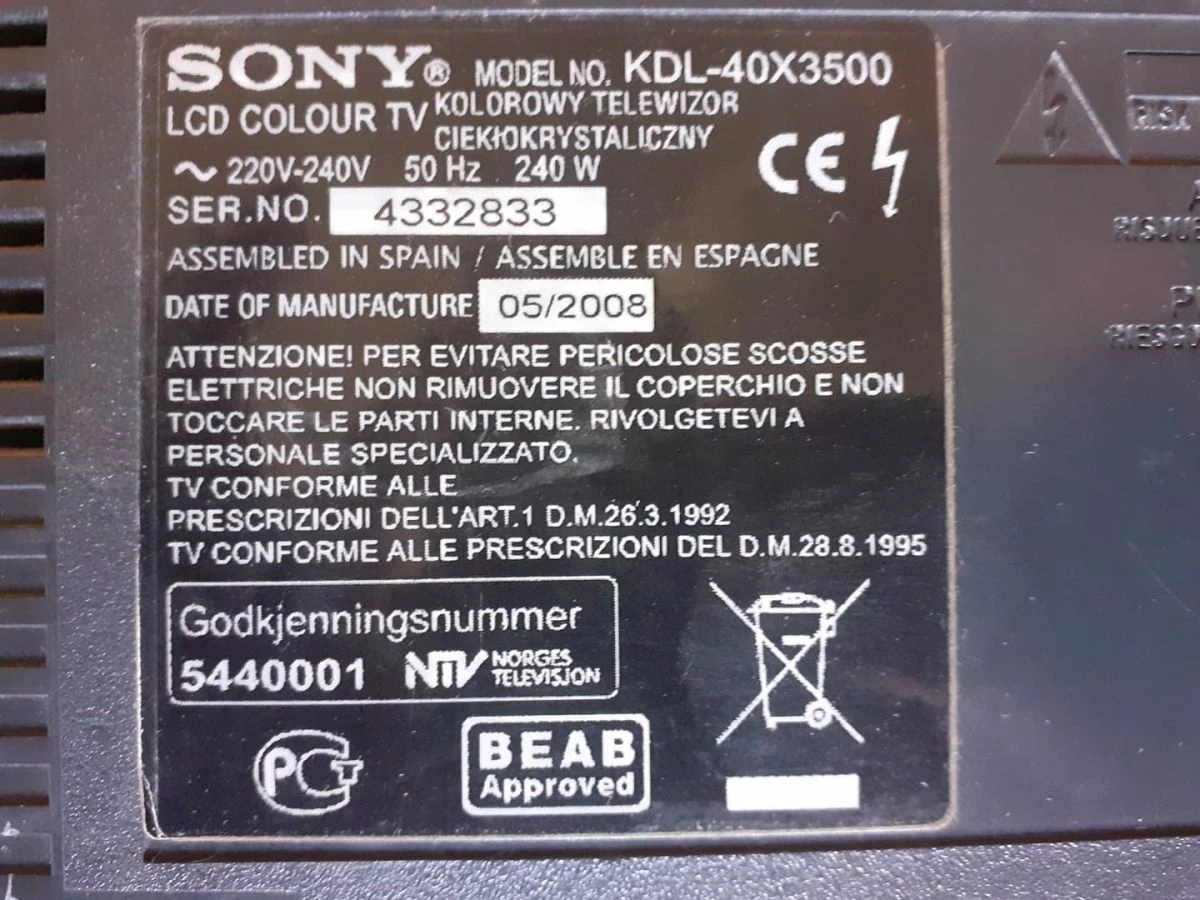 SONY® MODEL NO. KDL-40X3500
LCD COLOUR TV KOLOROWY TELEWIZOR
CIEKŁOKRYSTALICZNY
~ 220V-240V 50 Hz 240 W
CE
SER.NO. 4332833
ASSEMBLED IN SPAIN / ASSEMBLE EN ESPAGNE
DATE OF MANUFACTURE 05/2008
ATTENZIONE! PER EVITARE PERICOLOSE SCOSSE
ELETTRICHE NON RIMUOVERE IL COPERCHIO E NON
TOCCARE LE PARTI INTERNE. RIVOLGETEVI A
PERSONALE SPECIALIZZATO.
TV CONFORME ALLE
PRESCRIZIONI DELL'ART.1 D.M.26.3.1992
TV CONFORME ALLE PRESCRIZIONI DEL D.M.28.8.1995
Godkjenningsnummer
5440001 NTV NORGES
TELEVISJON
PCT
BEAB
Approved
RISK